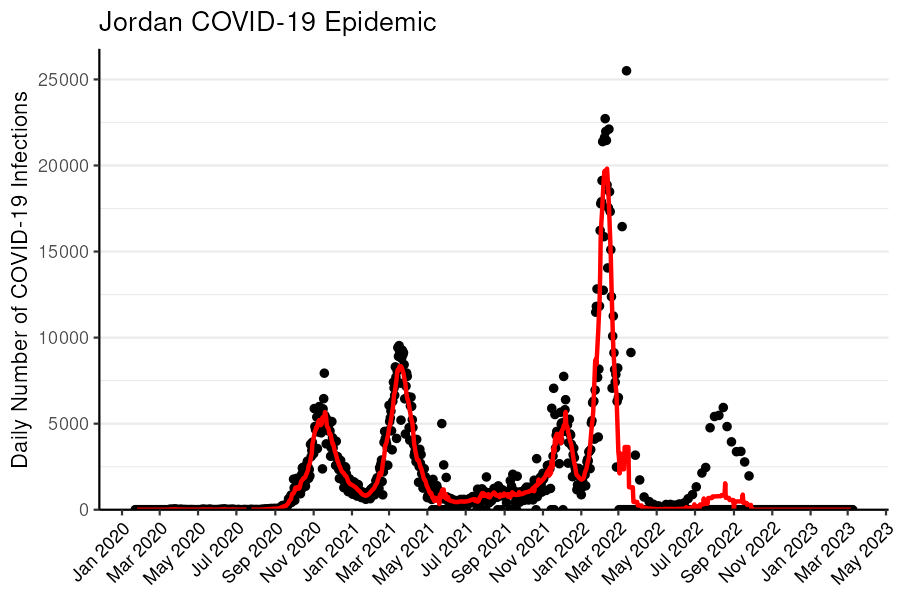 Jordan COVID-19 Epidemic
Daily Number of COVID-19 Infections
25000
20000
15000
10000
5000
0
Jan 2020
Mar 2020
May 2020
Jul 2020
Sep 2020
Nov 2020
Jan 2021
Mar 2021
May 2021
Jul 2021
Sep 2021
Nov 2021
Jan 2022
Mar 2022
May 2022
Jul 2022
Sep 2022
Nov 2022
Jan 2023
Mar 2023
May 2023